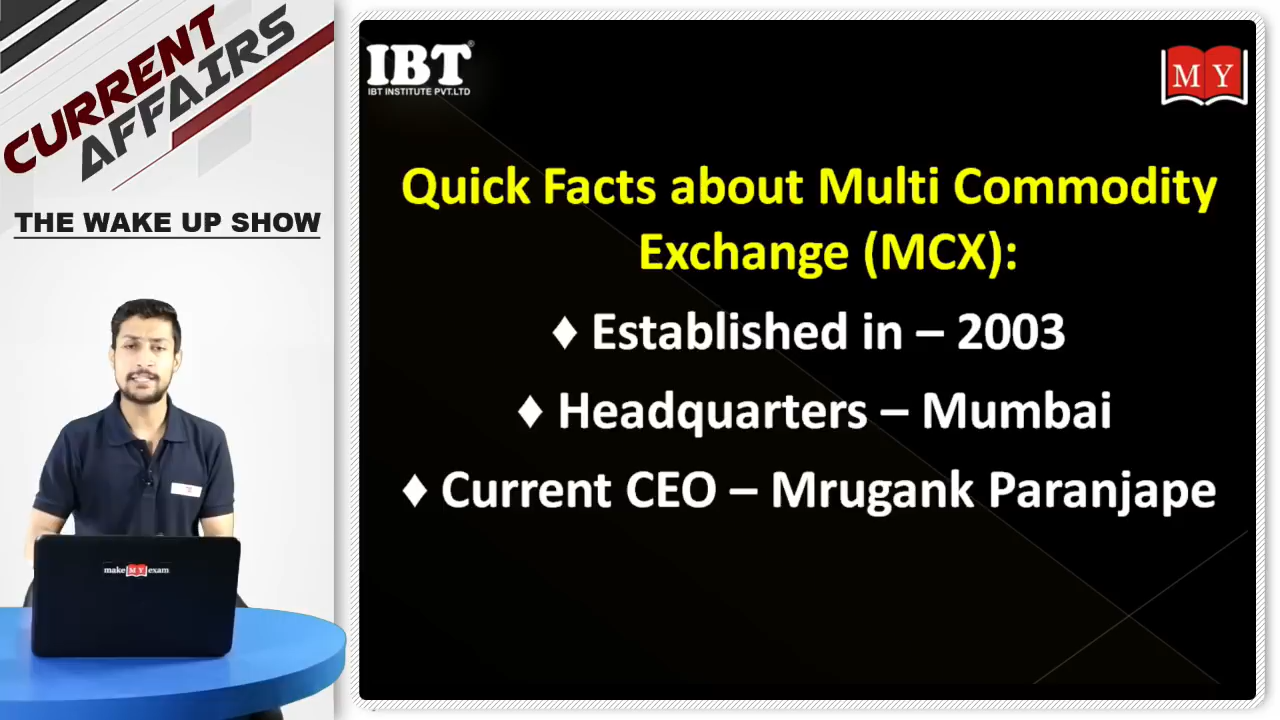 CURRENT
AFFAIRS
THE WAKE UP SHOW
make MY exam
IBT®
IBT INSTITUTE PVT.LTD
MY
Quick Facts about Multi Commodity
Exchange (MCX):
♦ Established in – 2003
♦ Headquarters – Mumbai
♦ Current CEO – Mrugank Paranjape